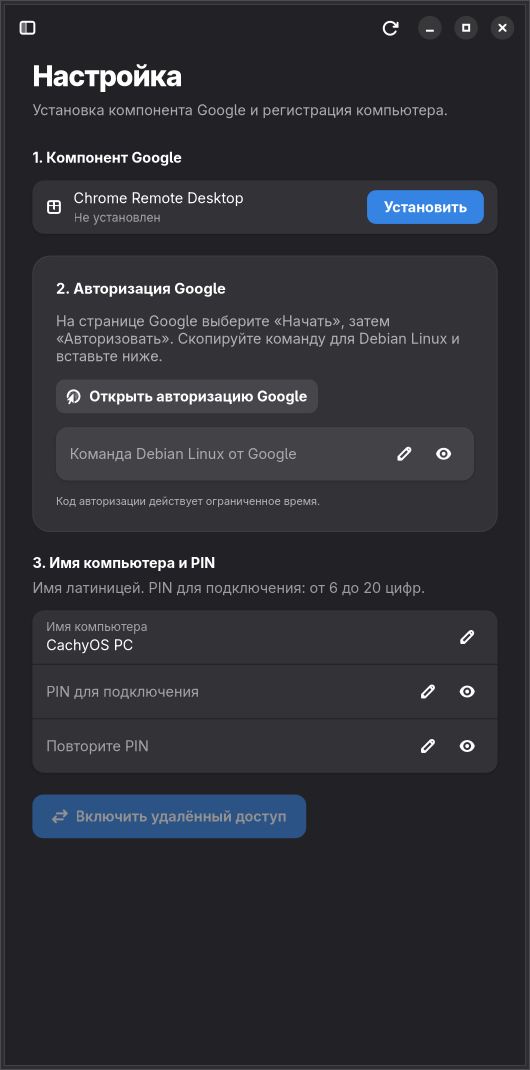 Настройка
Установка компонента Google и регистрация компьютера.
1. Компонент Google
Chrome Remote Desktop
Не установлен
Установить
2. Авторизация Google
На странице Google выберите «Начать», затем
«Авторизовать». Скопируйте команду для Debian Linux и
вставьте ниже.
Открыть авторизацию Google
Команда Debian Linux от Google
Код авторизации действует ограниченное время.
3. Имя компьютера и PIN
Имя латиницей. PIN для подключения: от 6 до 20 цифр.
Имя компьютера
CachyOS PC
PIN для подключения
Повторите PIN
Включить удалённый доступ